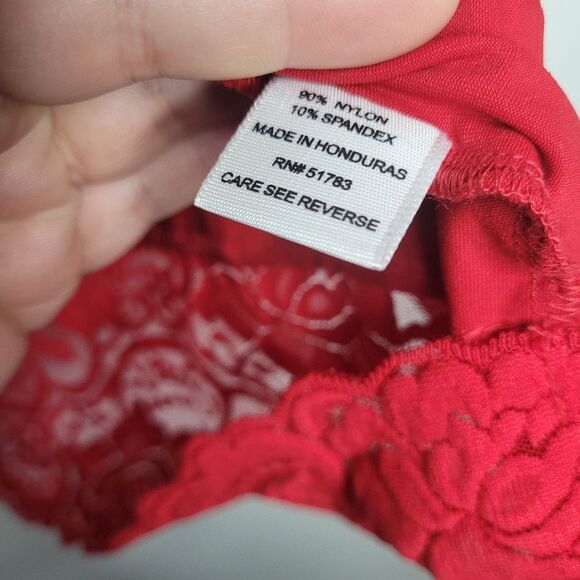 90% NYLON
10% SPANDEX
MADE IN HONDURAS
RN# 51783
CARE SEE REVERSE